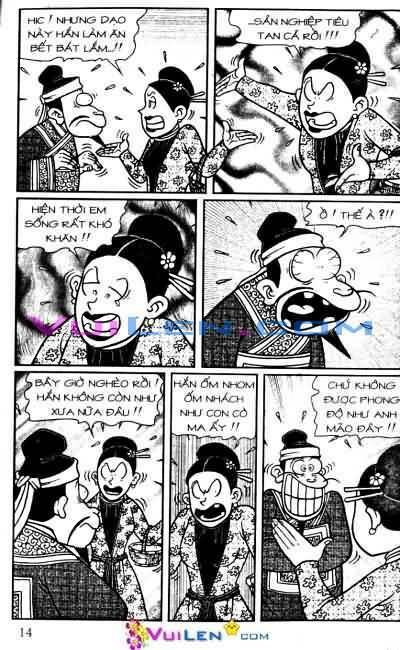 HIC ! NHƯNG DẠO
NÀY HẮN LÀM ĂN
BẾT BÁT LẮM..!!
...SẢN NGHIỆP TIÊU
TAN CẢ RỒI !!!
HIỆN THỜI EM
SỐNG RẤT KHÓ
KHĂN !
Ồ ! THẾ À ?!!
VUILEN.COM
BÂY GIỜ NGHÈO RỒI !
HẮN KHÔNG CÒN NHƯ
XƯA NỮA ĐÂU !
HẮN ỐM NHOM
ỐM NHÁCH
NHƯ CON CÒ
MA ẤY !
CHỨ KHÔNG
ĐƯỢC PHONG
ĐỘ NHƯ ANH
MÃO ĐÂY !
14
VUILEN.COM